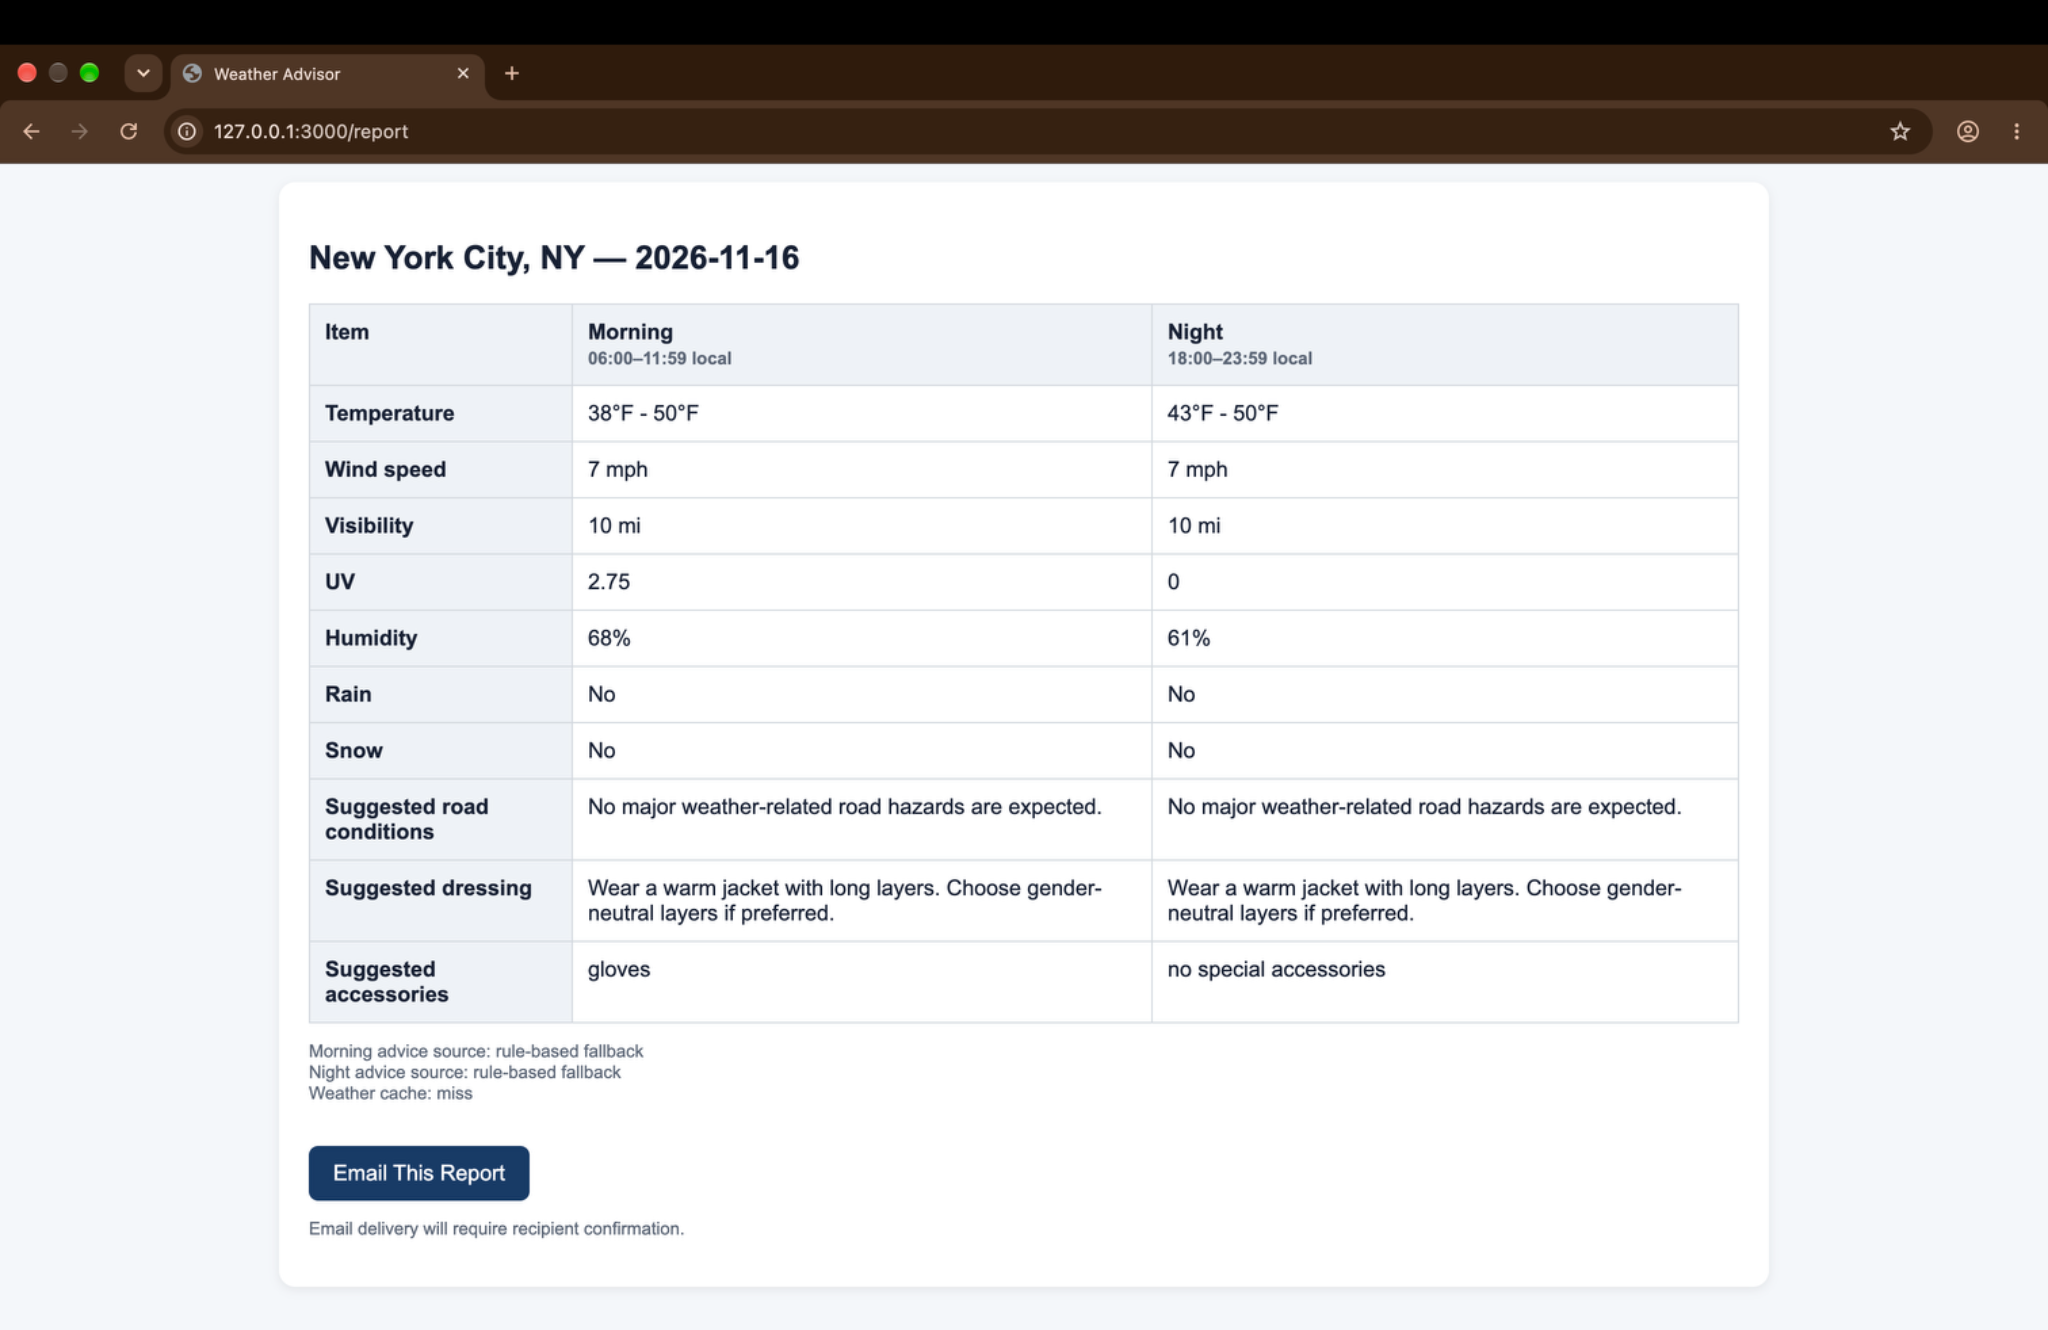 Weather Advisor
127.0.0.1:3000/report
New York City, NY — 2026-11-16
Item
Morning
06:00–11:59 local
Night
18:00–23:59 local
Temperature
38°F - 50°F
43°F - 50°F
Wind speed
7 mph
7 mph
Visibility
10 mi
10 mi
UV
2.75
0
Humidity
68%
61%
Rain
No
No
Snow
No
No
Suggested road
conditions
No major weather-related road hazards are expected.
No major weather-related road hazards are expected.
Suggested dressing
Wear a warm jacket with long layers. Choose gender-
neutral layers if preferred.
Wear a warm jacket with long layers. Choose gender-
neutral layers if preferred.
Suggested
accessories
gloves
no special accessories
Morning advice source: rule-based fallback
Night advice source: rule-based fallback
Weather cache: miss
Email This Report
Email delivery will require recipient confirmation.